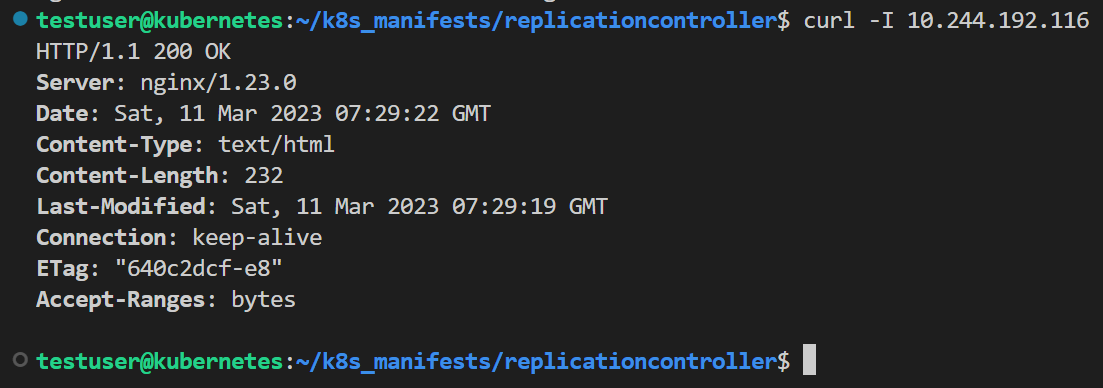 testuser@kubernetes:~/k8s_manifests/replicationcontroller$ curl -I 10.244.192.116
HTTP/1.1 200 OK
Server: nginx/1.23.0
Date: Sat, 11 Mar 2023 07:29:22 GMT
Content-Type: text/html
Content-Length: 232
Last-Modified: Sat, 11 Mar 2023 07:29:19 GMT
Connection: keep-alive
ETag: "640c2dcf-e8"
Accept-Ranges: bytes
testuser@kubernetes:~/k8s_manifests/replicationcontroller$